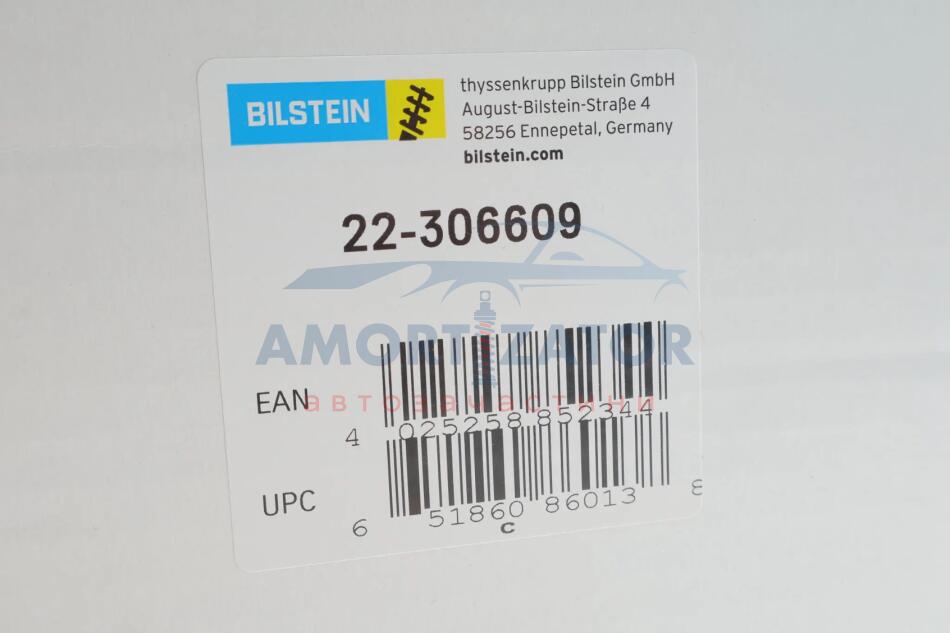 BILSTEIN
thyssenkrupp Bilstein GmbH
August-Bilstein-Straße 4
58256 Ennepetal, Germany
bilstein.com
22-306609
AMORTIZATOR
автозапчастини
EAN
4 025258 852344
UPC
6 51860 86013 8
C